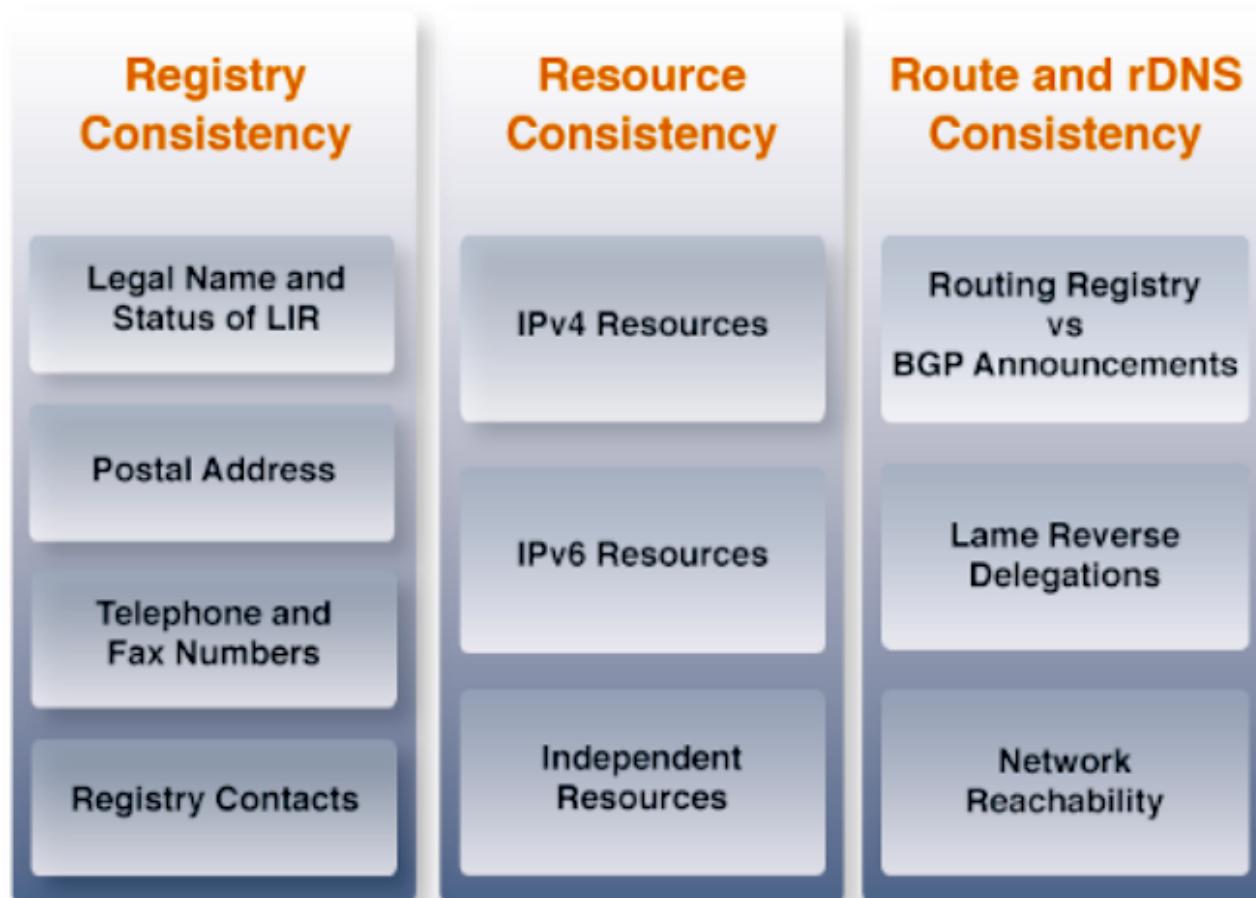 Registry
Consistency
Legal Name and
Status of LIR
Postal Address
Telephone and
Fax Numbers
Registry Contacts
Resource
Consistency
IPv4 Resources
IPv6 Resources
Independent
Resources
Route and rDNS
Consistency
Routing Registry
vs
BGP Announcements
Lame Reverse
Delegations
Network
Reachability